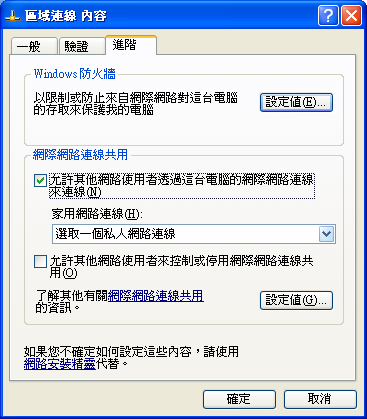 區域連線 內容
一般 驗證 進階
Windows 防火牆
以限制或防止來自網際網路對這台電腦
的存取來保護我的電腦
設定值(E)...
網際網路連線共用
允許其他網路使用者透過這台電腦的網際網路連線
來連線(N)
家用網路連線(H):
選取一個私人網路連線
允許其他網路使用者來控制或停用網際網路連線共
用(O)
了解其他有關網際網路連線共用
的資訊。
設定值(G)...
如果您不確定如何設定這些內容，請使用
網路安裝精靈代替。
確定 取消